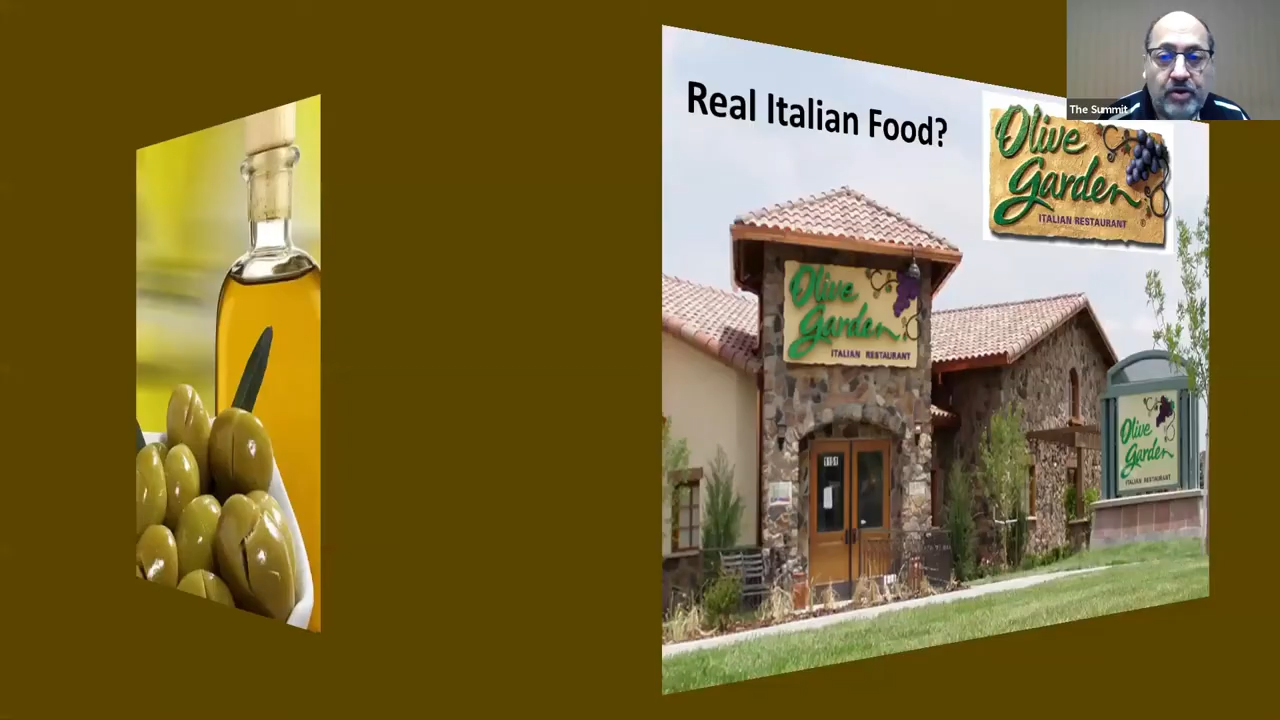 Real Italian Food?
The Summit
Olive
Garden
ITALIAN RESTAURANT
Olive
Garden
ITALIAN RESTAURANT
Olive
Garden
ITALIAN RESTAURANT